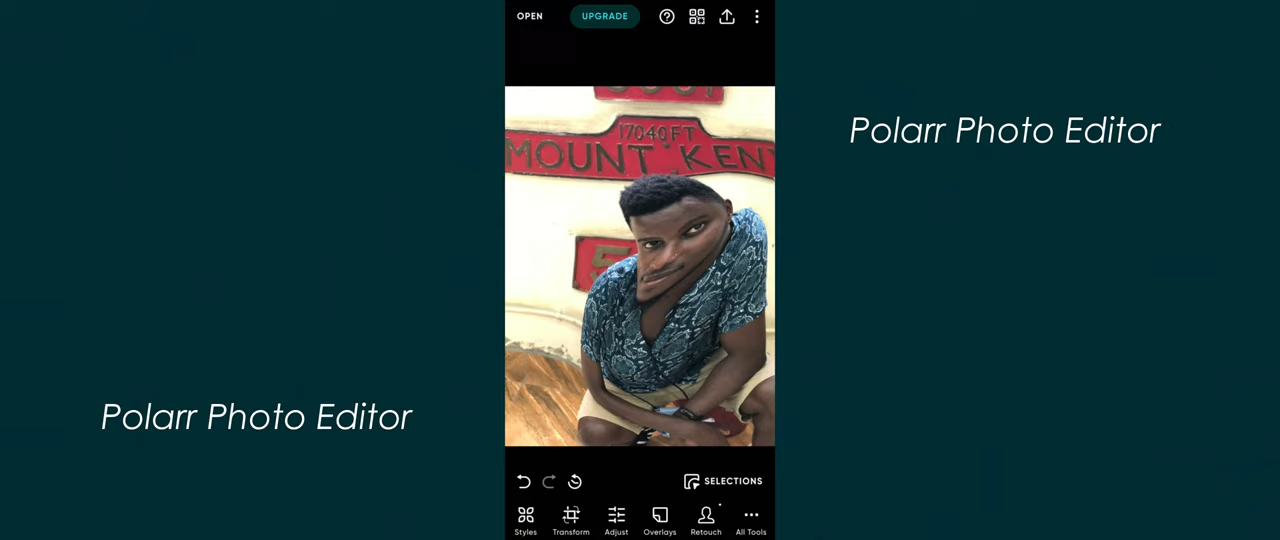 OPEN
UPGRADE
17040 FT
MOUNT KEN
5
Polarr Photo Editor
Polarr Photo Editor
SELECTIONS
Styles
Transform
Adjust
Overlays
Retouch
All Tools